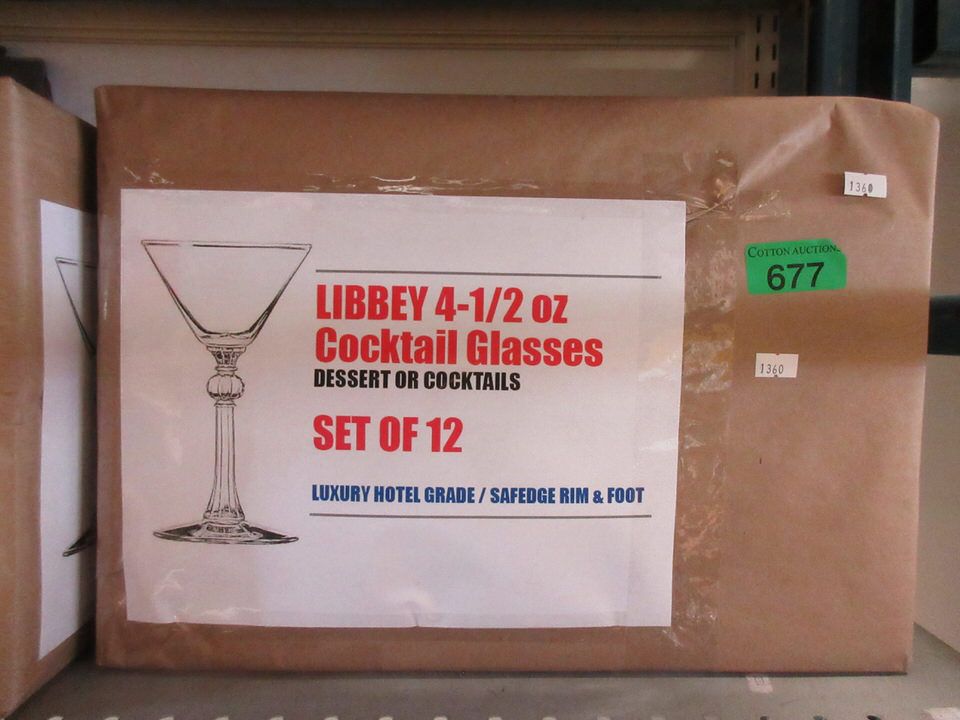 LIBBEY 4-1/2 oz
Cocktail Glasses
DESSERT OR COCKTAILS
SET OF 12
LUXURY HOTEL GRADE / SAFEDGE RIM & FOOT
1360
COTTON AUCTIONS
677
1360